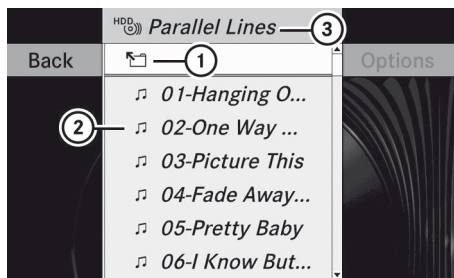 HDD Parallel Lines 3
Back 1 Options
01-Hanging O...
2 02-One Way ...
03-Picture This
04-Fade Away...
05-Pretty Baby
06-I Know But...